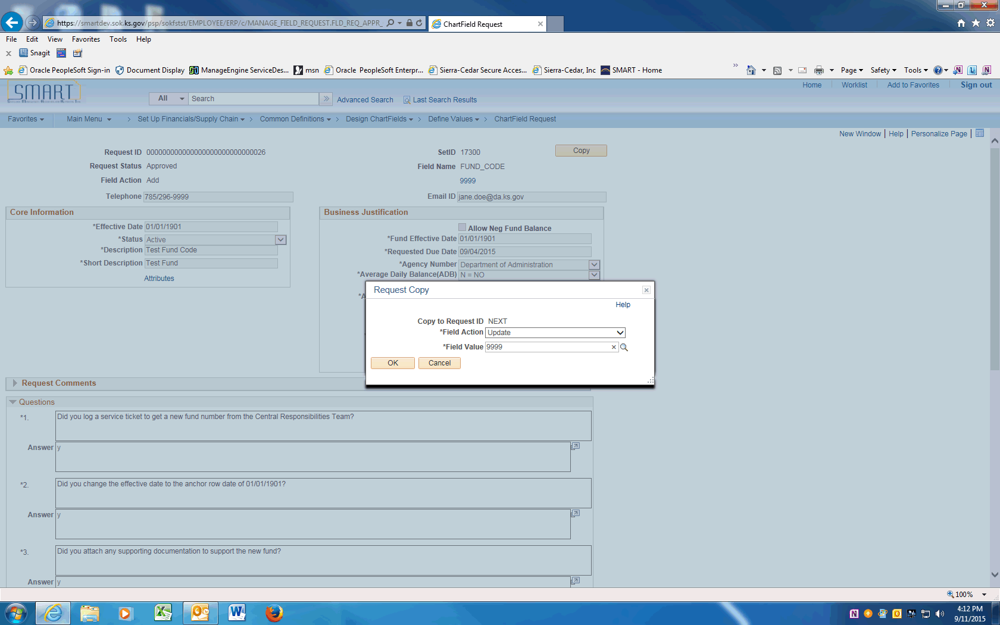 https://smartdev.sok.ks.gov/psp/sokfstst/EMPLOYEE/ERP/c/MANAGE_FIELD_REQUEST.FLD_REQ_APPR_
ChartField Request
File Edit View Favorites Tools Help
Snagit
Oracle PeopleSoft Sign-in Document Display ManageEngine ServiceDes... msn Oracle PeopleSoft Enterpr... Sierra-Cedar Secure Acces... Sierra-Cedar, Inc SMART - Home
Page Safety Tools
SMART
Home Worklist Add to Favorites Sign out
All Search Advanced Search Last Search Results
Favorites Main Menu > Set Up Financials/Supply Chain > Common Definitions > Design ChartFields > Define Values > ChartField Request
New Window | Help | Personalize Page |
Request ID 00000000000000000000000000000026 SetID 17300 Copy
Request Status Approved Field Name FUND_CODE
Field Action Add 9999
Telephone 785/296-9999 Email ID jane.doe@da.ks.gov
Core Information
*Effective Date 01/01/1901
*Status Active
*Description Test Fund Code
*Short Description Test Fund
Attributes
Business Justification
Allow Neg Fund Balance
*Fund Effective Date 01/01/1901
*Requested Due Date 09/04/2015
*Agency Number Department of Administration
*Average Daily Balance(ADB) N = NO
Request Copy
Help
Copy to Request ID NEXT
*Field Action Update
*Field Value 9999
OK Cancel
Request Comments
Questions
*1. Did you log a service ticket to get a new fund number from the Central Responsibilities Team?
Answer y
*2. Did you change the effective date to the anchor row date of 01/01/1901?
Answer y
*3. Did you attach any supporting documentation to support the new fund?
Answer y
100%
4:12 PM
9/11/2015